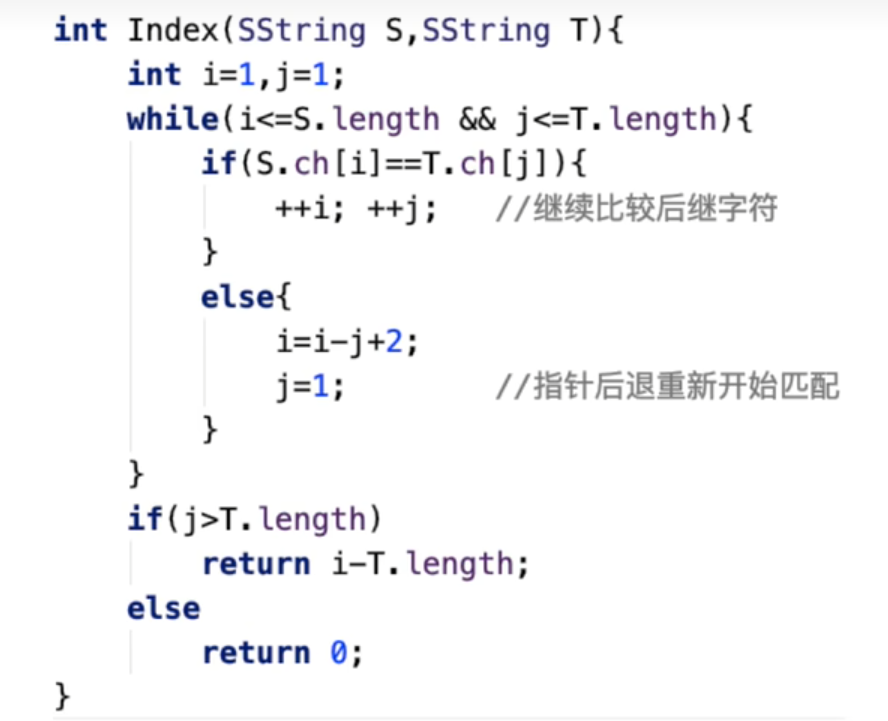 int Index(SString S,SString T){
    int i=1,j=1;
    while(i<=S.length && j<=T.length){
        if(S.ch[i]==T.ch[j]){
            ++i; ++j;   //继续比较后继字符
        }
        else{
            i=i-j+2;
            j=1;        //指针后退重新开始匹配
        }
    }
    if(j>T.length)
        return i-T.length;
    else
        return 0;
}